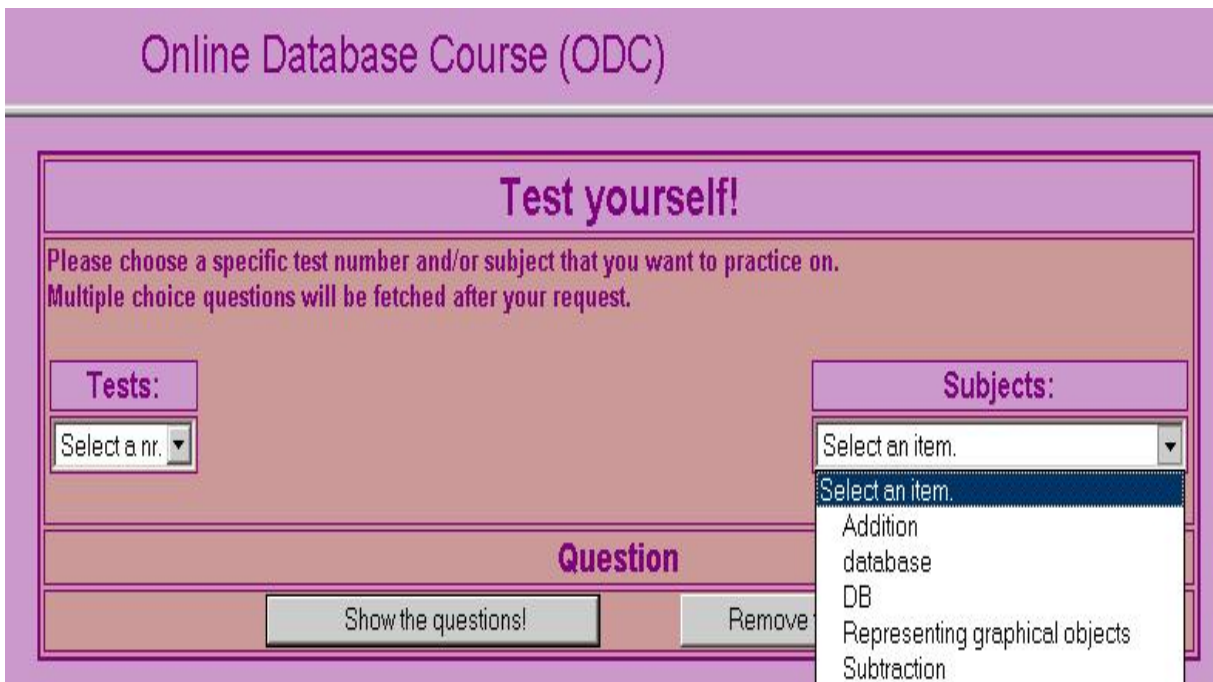 Online Database Course (ODC)
Test yourself!
Please choose a specific test number and/or subject that you want to practice on.
Multiple choice questions will be fetched after your request.
Tests:
Subjects:
Select a nr.
Select an item.
Select an item.
Addition
database
DB
Representing graphical objects
Subtraction
Question
Show the questions!
Remove